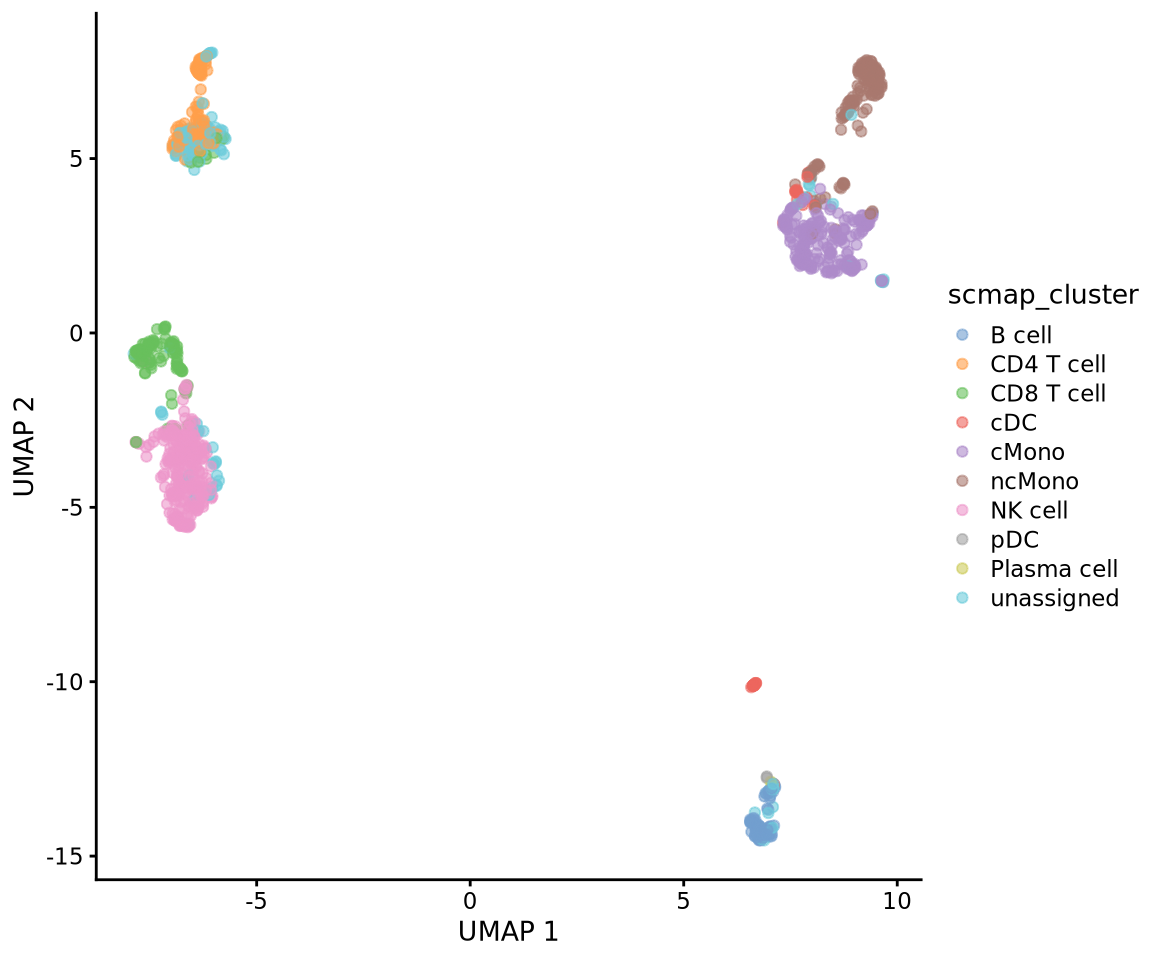 5
0
-5
-10
-15
UMAP 2
-5
0
5
10
UMAP 1
scmap_cluster
B cell
CD4 T cell
CD8 T cell
cDC
cMono
ncMono
NK cell
pDC
Plasma cell
unassigned